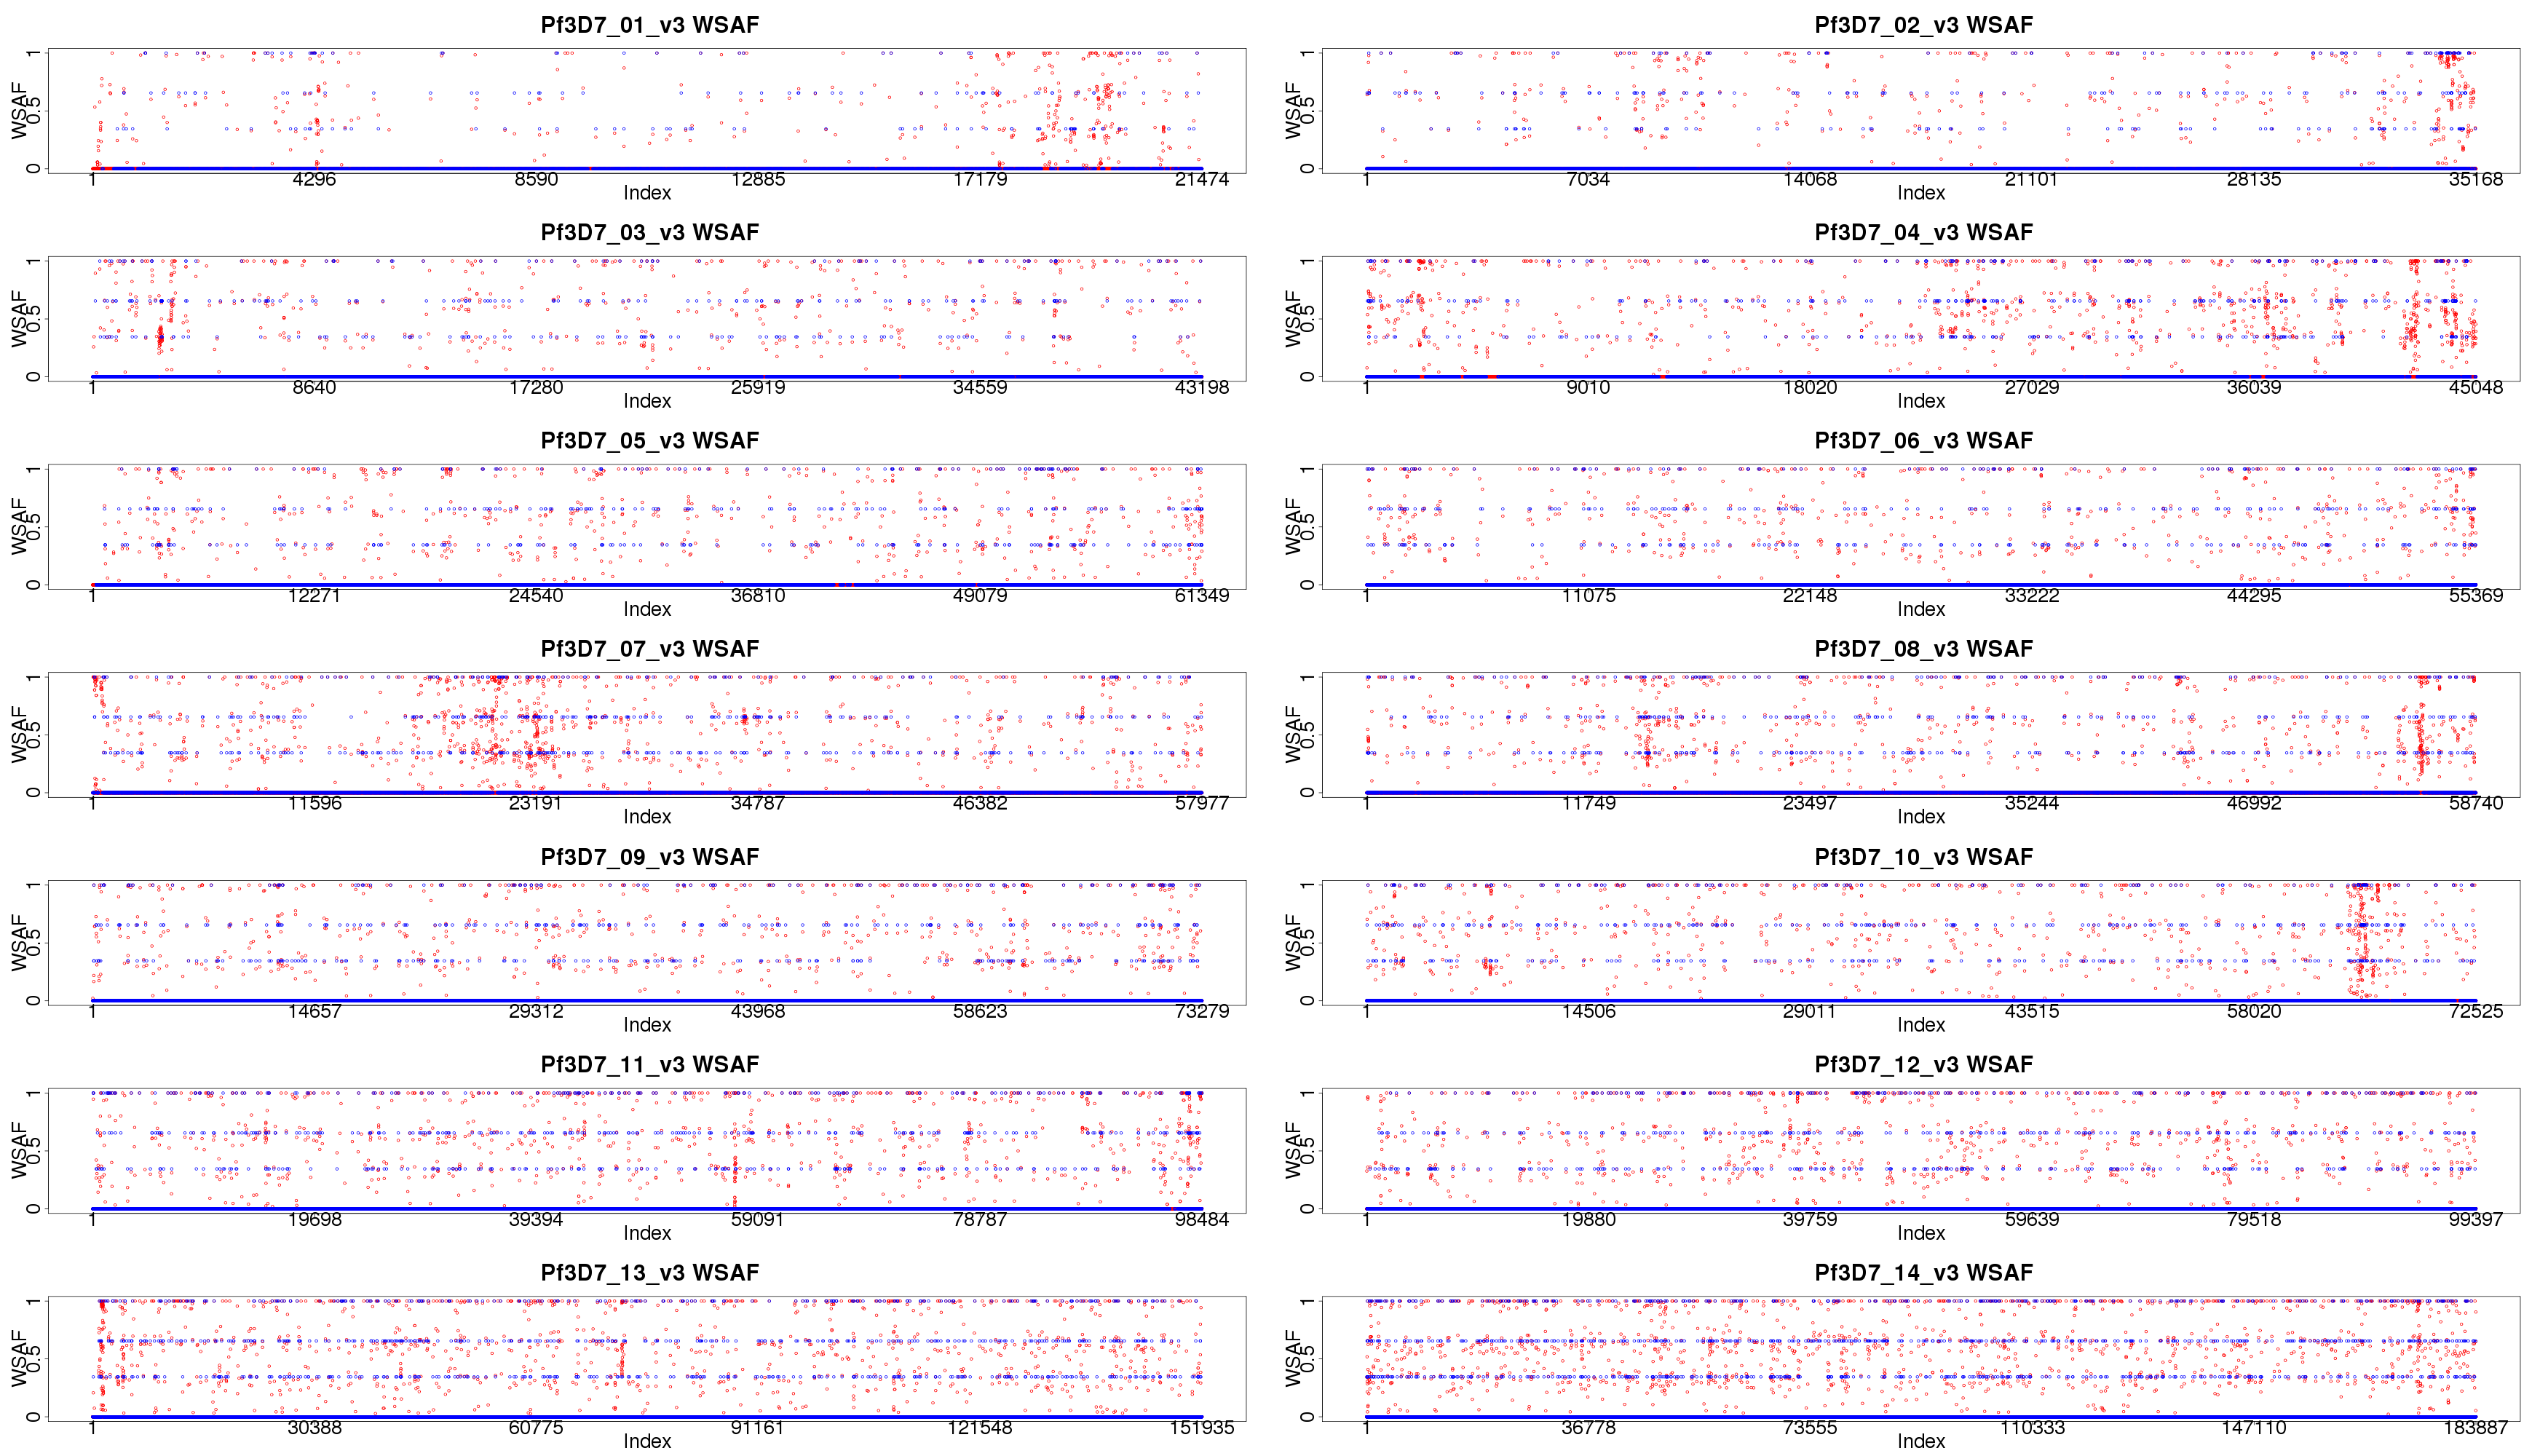 Pf3D7_01_v3 WSAF
WSAF
0 0.5 1
1 4296 8590 12885 17179 21474
Index
Pf3D7_02_v3 WSAF
WSAF
0 0.5 1
1 7034 14068 21101 28135 35168
Index
Pf3D7_03_v3 WSAF
WSAF
0 0.5 1
1 8640 17280 25919 34559 43198
Index
Pf3D7_04_v3 WSAF
WSAF
0 0.5 1
1 9010 18020 27029 36039 45048
Index
Pf3D7_05_v3 WSAF
WSAF
0 0.5 1
1 12271 24540 36810 49079 61349
Index
Pf3D7_06_v3 WSAF
WSAF
0 0.5 1
1 11075 22148 33222 44295 55369
Index
Pf3D7_07_v3 WSAF
WSAF
0 0.5 1
1 11596 23191 34787 46382 57977
Index
Pf3D7_08_v3 WSAF
WSAF
0 0.5 1
1 11749 23497 35244 46992 58740
Index
Pf3D7_09_v3 WSAF
WSAF
0 0.5 1
1 14657 29312 43968 58623 73279
Index
Pf3D7_10_v3 WSAF
WSAF
0 0.5 1
1 14506 29011 43515 58020 72525
Index
Pf3D7_11_v3 WSAF
WSAF
0 0.5 1
1 19698 39394 59091 78787 98484
Index
Pf3D7_12_v3 WSAF
WSAF
0 0.5 1
1 19880 39759 59639 79518 99397
Index
Pf3D7_13_v3 WSAF
WSAF
0 0.5 1
1 30388 60775 91161 121548 151935
Index
Pf3D7_14_v3 WSAF
WSAF
0 0.5 1
1 36778 73555 110333 147110 183887
Index